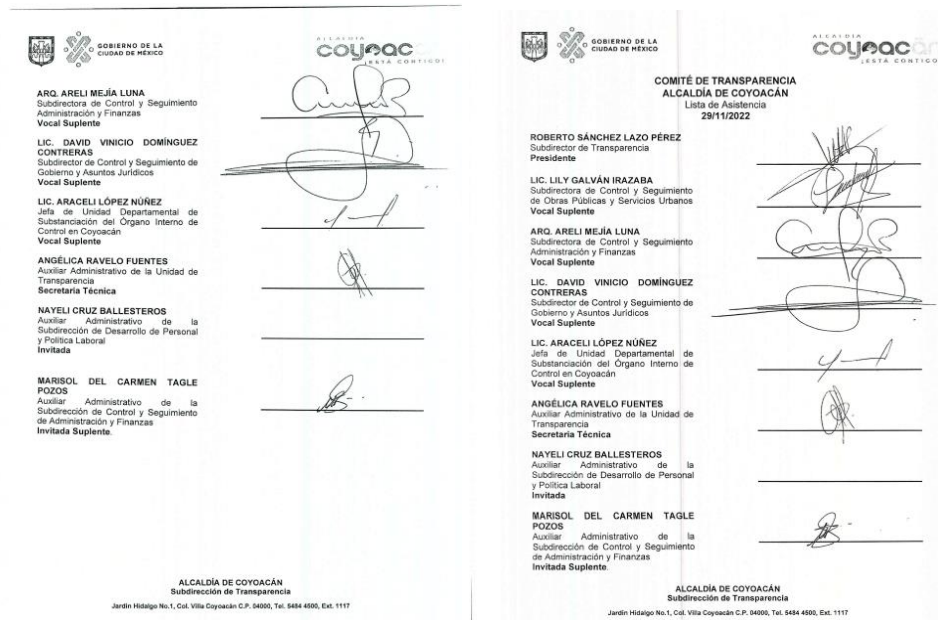 GOBIERNO DE LA
CIUDAD DE MÉXICO
ALCALDÍA
coyoacán
¡ESTÁ CONTIGO!
ARQ. ARELI MEJÍA LUNA
Subdirectora de Control y Seguimiento
Administración y Finanzas
Vocal Suplente
LIC. DAVID VINICIO DOMÍNGUEZ
CONTRERAS
Subdirector de Control y Seguimiento de
Gobierno y Asuntos Jurídicos
Vocal Suplente
LIC. ARACELI LÓPEZ NÚÑEZ
Jefa de Unidad Departamental de
Substanciación del Órgano Interno de
Control en Coyoacán
Vocal Suplente
ANGÉLICA RAVELO FUENTES
Auxiliar Administrativo de la Unidad de
Transparencia
Secretaria Técnica
NAYELI CRUZ BALLESTEROS
Auxiliar Administrativo de la
Subdirección de Desarrollo de Personal
y Política Laboral
Invitada
MARISOL DEL CARMEN TAGLE
POZOS
Auxiliar Administrativo de la
Subdirección de Control y Seguimiento
de Administración y Finanzas
Invitada Suplente.
ALCALDÍA DE COYOACÁN
Subdirección de Transparencia
Jardín Hidalgo No.1, Col. Villa Coyoacán C.P. 04000, Tel. 5484 4500, Ext. 1117
GOBIERNO DE LA
CIUDAD DE MÉXICO
ALCALDÍA
coyoacán
¡ESTÁ CONTIGO!
COMITÉ DE TRANSPARENCIA
ALCALDÍA DE COYOACÁN
Lista de Asistencia
29/11/2022
ROBERTO SÁNCHEZ LAZO PÉREZ
Subdirector de Transparencia
Presidente
LIC. LILY GALVÁN IRAZABA
Subdirectora de Control y Seguimiento
de Obras Públicas y Servicios Urbanos
Vocal Suplente
ARQ. ARELI MEJÍA LUNA
Subdirectora de Control y Seguimiento
Administración y Finanzas
Vocal Suplente
LIC. DAVID VINICIO DOMÍNGUEZ
CONTRERAS
Subdirector de Control y Seguimiento de
Gobierno y Asuntos Jurídicos
Vocal Suplente
LIC. ARACELI LÓPEZ NÚÑEZ
Jefa de Unidad Departamental de
Substanciación del Órgano Interno de
Control en Coyoacán
Vocal Suplente
ANGÉLICA RAVELO FUENTES
Auxiliar Administrativo de la Unidad de
Transparencia
Secretaria Técnica
NAYELI CRUZ BALLESTEROS
Auxiliar Administrativo de la
Subdirección de Desarrollo de Personal
y Política Laboral
Invitada
MARISOL DEL CARMEN TAGLE
POZOS
Auxiliar Administrativo de la
Subdirección de Control y Seguimiento
de Administración y Finanzas
Invitada Suplente.
ALCALDÍA DE COYOACÁN
Subdirección de Transparencia
Jardín Hidalgo No.1, Col. Villa Coyoacán C.P. 04000, Tel. 5484 4500, Ext. 1117